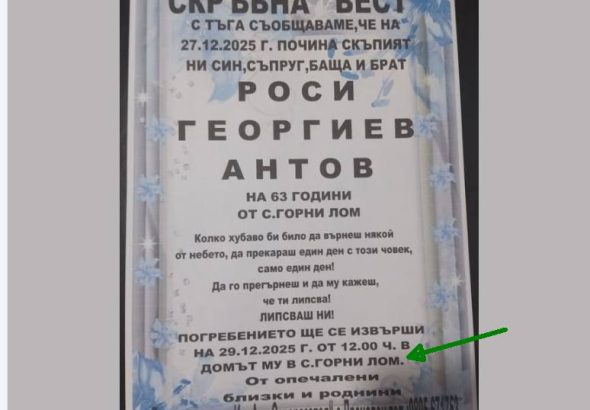 СКРЪБНА ВЕСТ
С ТЪГА СЪОБЩАВАМЕ,ЧЕ НА
27.12.2025 Г. ПОЧИНА СКЪПИЯТ
НИ СИН,СЪПРУГ,БАЩА И БРАТ
РОСИ
ГЕОРГИЕВ
АНТОВ
НА 63 ГОДИНИ
ОТ С.ГОРНИ ЛОМ
Колко хубаво би било да върнеш някой
от небето, да прекараш един ден с този човек,
само един ден!
Да го прегърнеш и да му кажеш,
че ти липсва!
ЛИПСВАШ НИ!
ПОГРЕБЕНИЕТО ЩЕ СЕ ИЗВЪРШИ
НА 29.12.2025 Г. ОТ 12.00 Ч. В
ДОМЪТ МУ В С.ГОРНИ ЛОМ.
От опечалени
близки и роднини